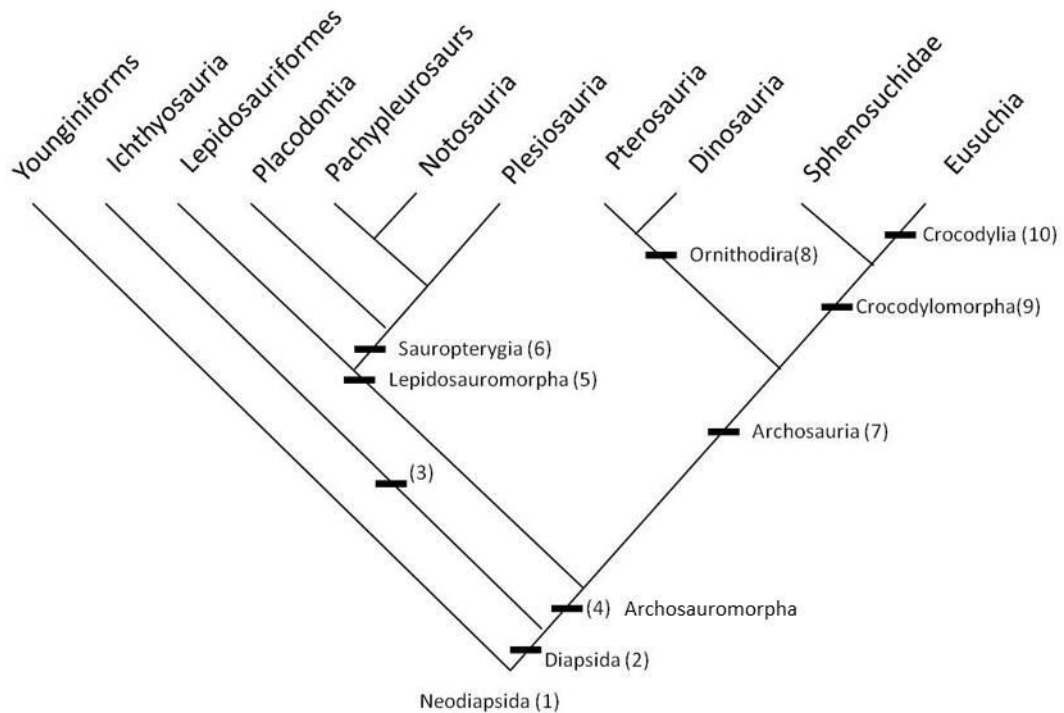 Younginiforms
Ichthyosauria
Lepidosauriformes
Placodontia
Pachypleurosaurs
Notosauria
Plesiosauria
Pterosauria
Dinosauria
Sphenosuchidae
Eusuchia
Crocodylia (10)
Ornithodira(8)
Crocodylomorpha(9)
Sauropterygia (6)
Lepidosauromorpha (5)
Archosauria (7)
(3)
(4) Archosauromorpha
Diapsida (2)
Neodiapsida (1)